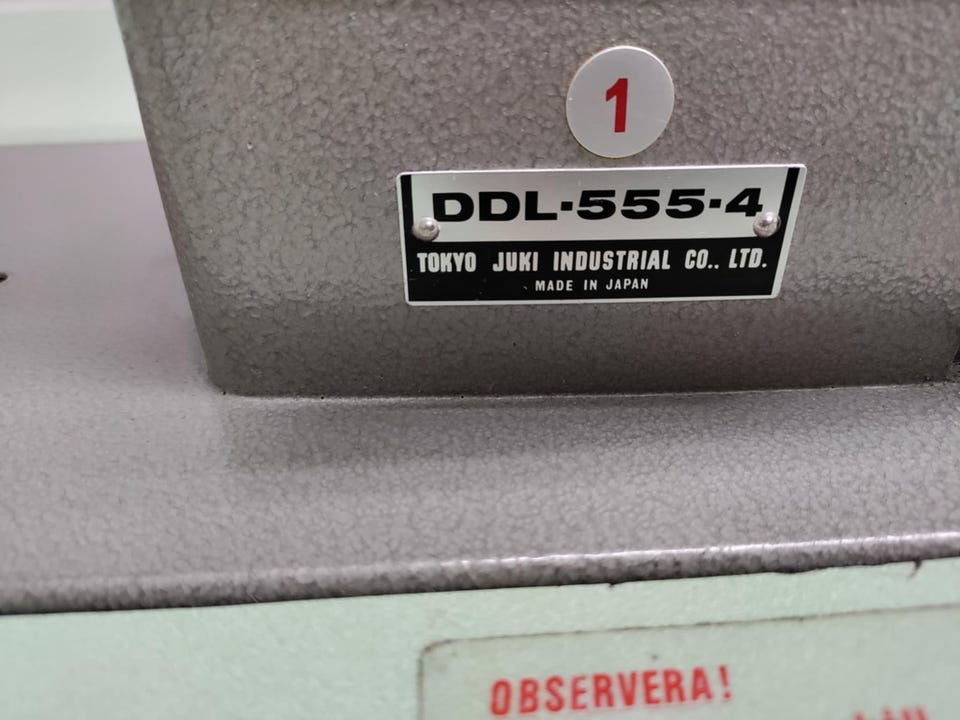 1
DDL-555-4
TOKYO JUKI INDUSTRIAL CO., LTD.
MADE IN JAPAN
OBSERVERA!